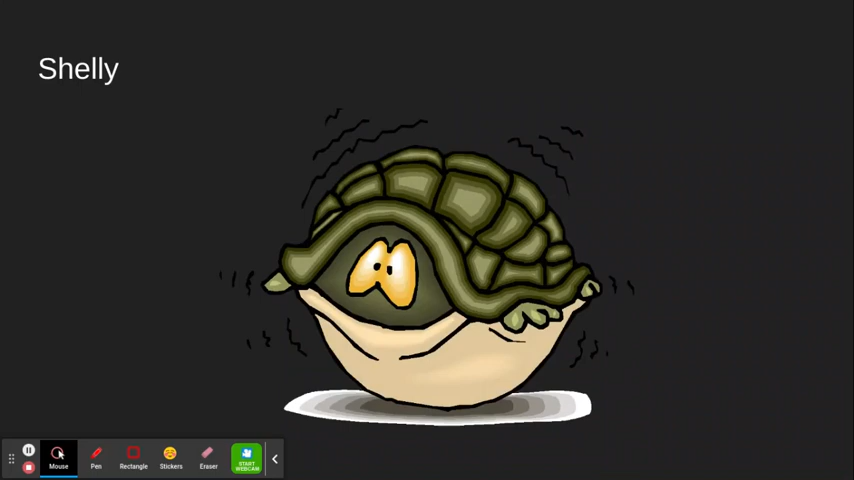 Shelly
Mouse
Pen
Rectangle
Stickers
Eraser
START
WEBCAM